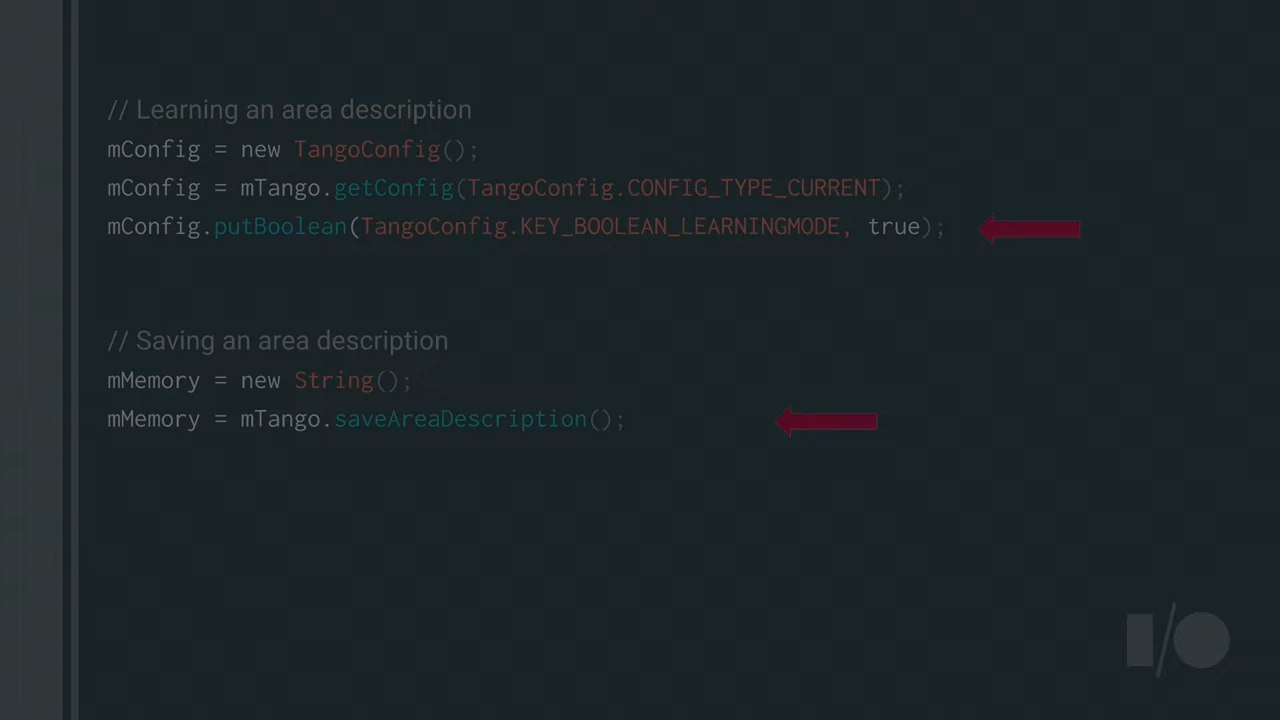 // Learning an area description
mConfig = new TangoConfig();
mConfig = mTango.getConfig(TangoConfig.CONFIG_TYPE_CURRENT);
mConfig.putBoolean(TangoConfig.KEY_BOOLEAN_LEARNINGMODE, true);
// Saving an area description
mMemory = new String();
mMemory = mTango.saveAreaDescription();
I/O